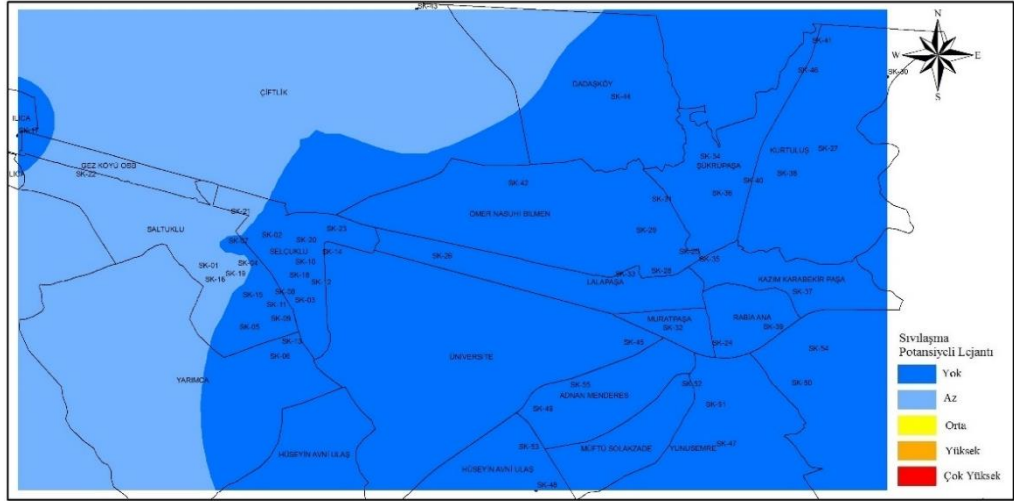 SK-43
N
W
E
S
SK-41
SK-46
SK-30
DADAŞKÖY
SK-44
ÇİFTLİK
ILICA
SK-17
SK-34
ŞÜKRÜPAŞA
KURTULUŞ
SK-27
GEZ KÖYÜ OSB
SK-22
SK-42
SK-40
SK-38
SK-36
SK-31
SK-21
ÖMER NASUHİ BİLMEN
SALTUKLU
SK-23
SK-02
SK-20
SK-29
SELÇUKLU
SK-14
SK-26
SK-25
SK-35
SK-01
SK-19
SK-16
SK-18
SK-12
SK-33
SK-28
LALAPAŞA
KAZIM KARABEKİR PAŞA
SK-37
SK-15
SK-08
SK-03
SK-11
SK-09
SK-05
MURATPAŞA
SK-32
RABİA ANA
SK-39
SK-13
SK-06
SK-45
SK-24
SK-54
ÜNİVERSİTE
Sıvılaşma
Potansiyeli Lejantı
Yok
Az
Orta
Yüksek
Çok Yüksek
YARIMCA
SK-55
ADNAN MENDERES
SK-52
SK-50
SK-49
SK-51
HÜSEYİN AVNİ ULAŞ
SK-53
MÜFTÜ SOLAKZADE
YUNUSEMRE
SK-47
HÜSEYİN AVNİ ULAŞ
SK-48